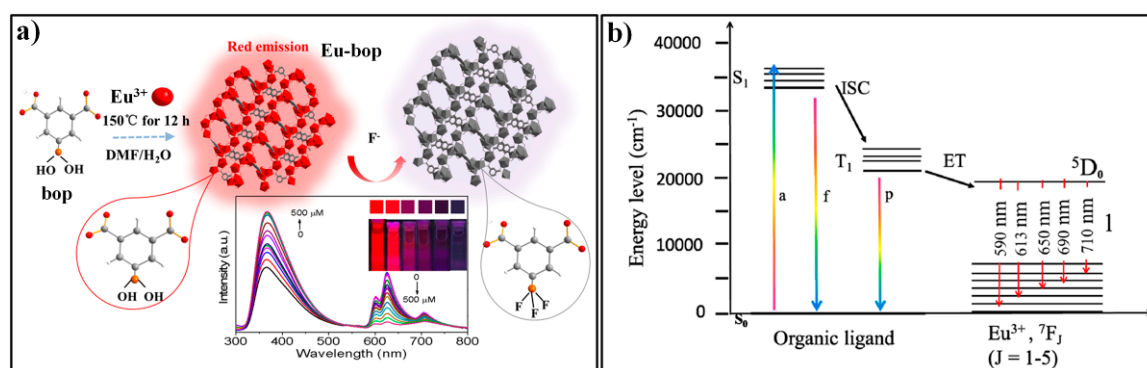 a)
Red emission
Eu-bop
Eu³⁺
150℃ for 12 h
DMF/H₂O
HO OH
bop
F⁻
OH OH
500 μM
0
0
500 μM
Intensity (a.u.)
300 400 500 600 700 800
Wavelength (nm)
F
F F
b)
Energy level (cm⁻¹)
40000
30000
20000
10000
0
S₁
ISC
T₁
ET
⁵D₀
a
f
p
590 nm
613 nm
650 nm
690 nm
710 nm
l
S₀
Organic ligand
Eu³⁺, ⁷F_J
(J = 1-5)